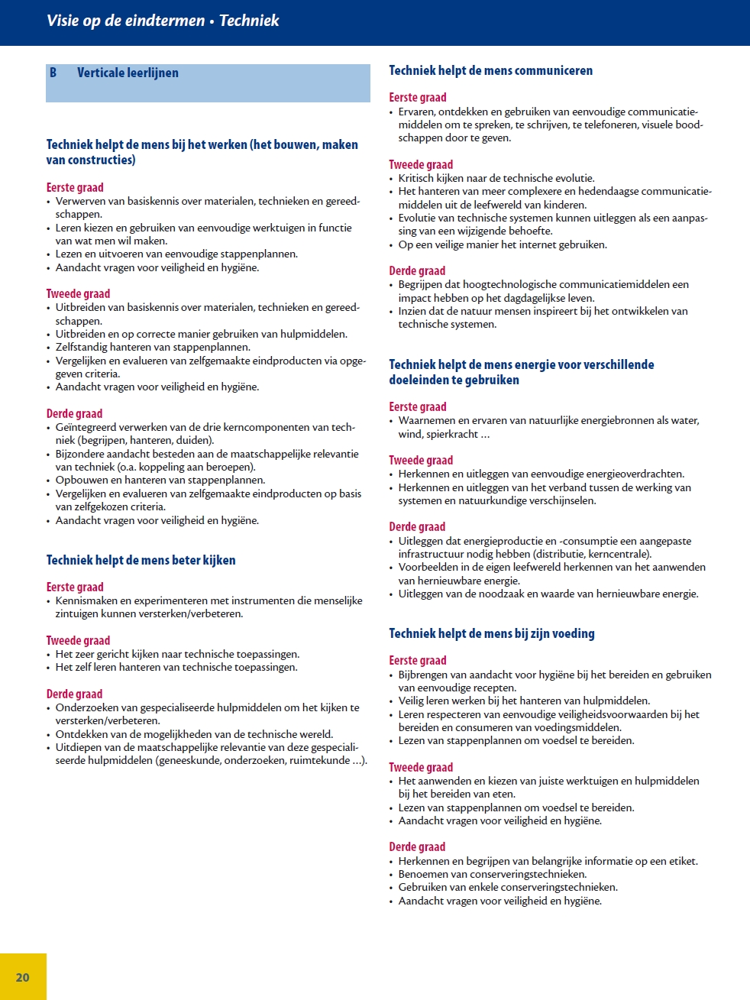 Visie op de eindtermen • Techniek
B Verticale leerlijnen
Techniek helpt de mens bij het werken (het bouwen, maken
van constructies)
Eerste graad
• Verwerven van basiskennis over materialen, technieken en gereed-
schappen.
• Leren kiezen en gebruiken van eenvoudige werktuigen in functie
van wat men wil maken.
• Lezen en uitvoeren van eenvoudige stappenplannen.
• Aandacht vragen voor veiligheid en hygiëne.
Tweede graad
• Uitbreiden van basiskennis over materialen, technieken en gereed-
schappen.
• Uitbreiden en op correcte manier gebruiken van hulpmiddelen.
• Zelfstandig hanteren van stappenplannen.
• Vergelijken en evalueren van zelfgemaakte eindproducten via opge-
geven criteria.
• Aandacht vragen voor veiligheid en hygiëne.
Derde graad
• Geïntegreerd verwerken van de drie kerncomponenten van tech-
niek (begrijpen, hanteren, duiden).
• Bijzondere aandacht besteden aan de maatschappelijke relevantie
van techniek (o.a. koppeling aan beroepen).
• Opbouwen en hanteren van stappenplannen.
• Vergelijken en evalueren van zelfgemaakte eindproducten op basis
van zelfgekozen criteria.
• Aandacht vragen voor veiligheid en hygiëne.
Techniek helpt de mens beter kijken
Eerste graad
• Kennismaken en experimenteren met instrumenten die menselijke
zintuigen kunnen versterken/verbeteren.
Tweede graad
• Het zeer gericht kijken naar technische toepassingen.
• Het zelf leren hanteren van technische toepassingen.
Derde graad
• Onderzoeken van gespecialiseerde hulpmiddelen om het kijken te
versterken/verbeteren.
• Ontdekken van de mogelijkheden van de technische wereld.
• Uitdiepen van de maatschappelijke relevantie van deze gespeciali-
seerde hulpmiddelen (geneeskunde, onderzoeken, ruimtekunde …).
Techniek helpt de mens communiceren
Eerste graad
• Ervaren, ontdekken en gebruiken van eenvoudige communicatie-
middelen om te spreken, te schrijven, te telefoneren, visuele bood-
schappen door te geven.
Tweede graad
• Kritisch kijken naar de technische evolutie.
• Het hanteren van meer complexere en hedendaagse communicatie-
middelen uit de leefwereld van kinderen.
• Evolutie van technische systemen kunnen uitleggen als een aanpas-
sing van een wijzigende behoefte.
• Op een veilige manier het internet gebruiken.
Derde graad
• Begrijpen dat hoogtechnologische communicatiemiddelen een
impact hebben op het dagdagelijkse leven.
• Inzien dat de natuur mensen inspireert bij het ontwikkelen van
technische systemen.
Techniek helpt de mens energie voor verschillende
doeleinden te gebruiken
Eerste graad
• Waarnemen en ervaren van natuurlijke energiebronnen als water,
wind, spierkracht …
Tweede graad
• Herkennen en uitleggen van eenvoudige energieoverdrachten.
• Herkennen en uitleggen van het verband tussen de werking van
systemen en natuurkundige verschijnselen.
Derde graad
• Uitleggen dat energieproductie en -consumptie een aangepaste
infrastructuur nodig hebben (distributie, kerncentrale).
• Voorbeelden in de eigen leefwereld herkennen van het aanwenden
van hernieuwbare energie.
• Uitleggen van de noodzaak en waarde van hernieuwbare energie.
Techniek helpt de mens bij zijn voeding
Eerste graad
• Bijbrengen van aandacht voor hygiëne bij het bereiden en gebruiken
van eenvoudige recepten.
• Veilig leren werken bij het hanteren van hulpmiddelen.
• Leren respecteren van eenvoudige veiligheidsvoorwaarden bij het
bereiden en consumeren van voedingsmiddelen.
• Lezen van stappenplannen om voedsel te bereiden.
Tweede graad
• Het aanwenden en kiezen van juiste werktuigen en hulpmiddelen
bij het bereiden van eten.
• Lezen van stappenplannen om voedsel te bereiden.
• Aandacht vragen voor veiligheid en hygiëne.
Derde graad
• Herkennen en begrijpen van belangrijke informatie op een etiket.
• Benoemen van conserveringstechnieken.
• Gebruiken van enkele conserveringstechnieken.
• Aandacht vragen voor veiligheid en hygiëne.
20